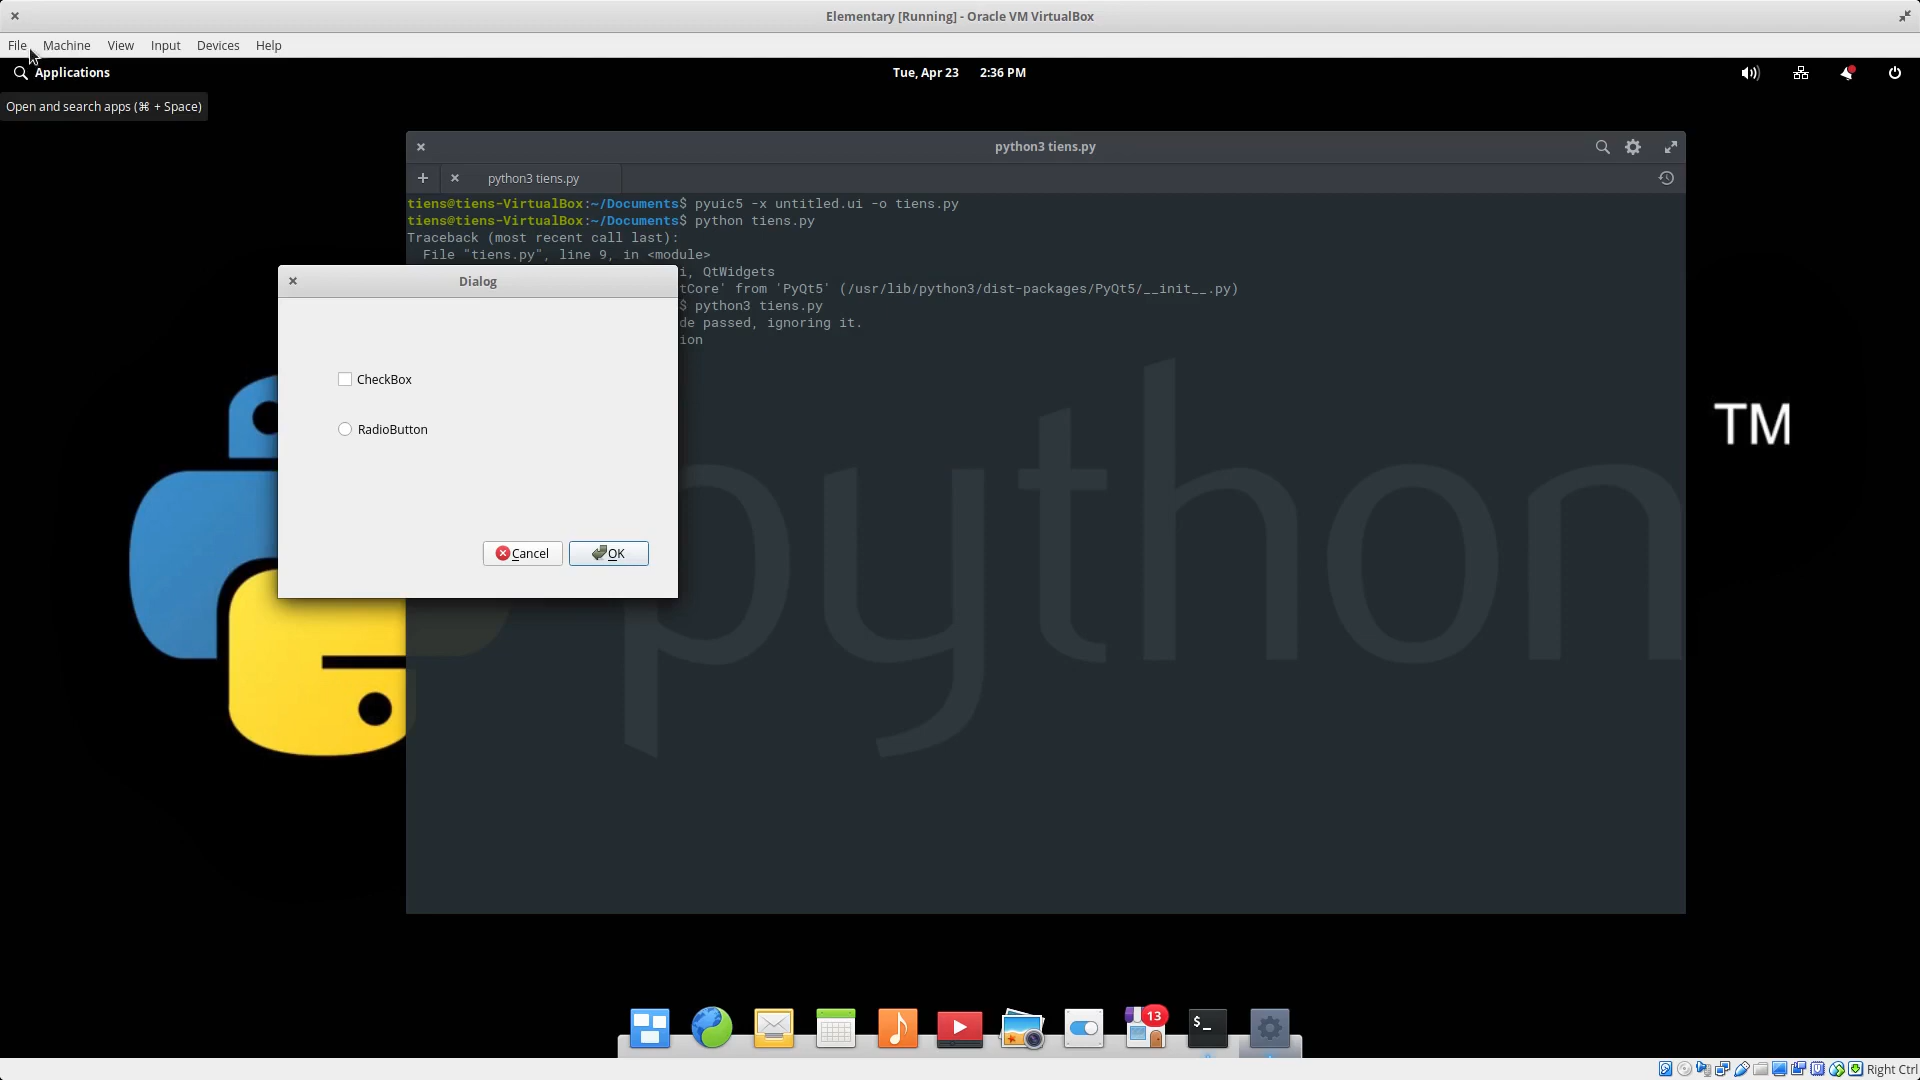 Elementary [Running] - Oracle VM VirtualBox
File Machine View Input Devices Help
Applications
Tue, Apr 23 2:36 PM
Open and search apps (⌘ + Space)
python3 tiens.py
python3 tiens.py
tiens@tiens-VirtualBox:~/Documents$ pyuic5 -x untitled.ui -o tiens.py
tiens@tiens-VirtualBox:~/Documents$ python tiens.py
Traceback (most recent call last):
File "tiens.py", line 9, in <module>
i, QtWidgets
tCore' from 'PyQt5' (/usr/lib/python3/dist-packages/PyQt5/__init__.py)
$ python3 tiens.py
de passed, ignoring it.
ion
Dialog
CheckBox
RadioButton
Cancel OK
python
TM
13
$_
Right Ctrl